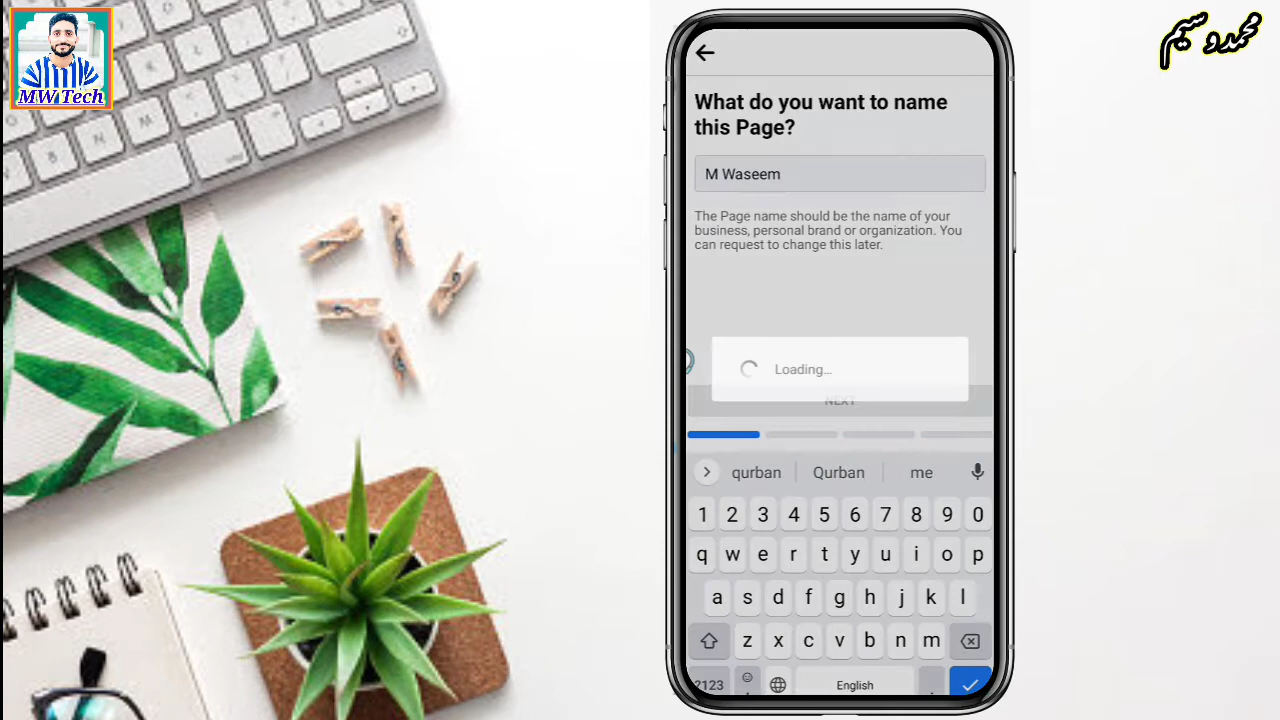 MW Tech
محمد وسیم
What do you want to name
this Page?
M Waseem
The Page name should be the name of your
business, personal brand or organization. You
can request to change this later.
Loading...
NEXT
qurban Qurban me
1 2 3 4 5 6 7 8 9 0
q w e r t y u i o p
a s d f g h j k l
z x c v b n m
?123 English .